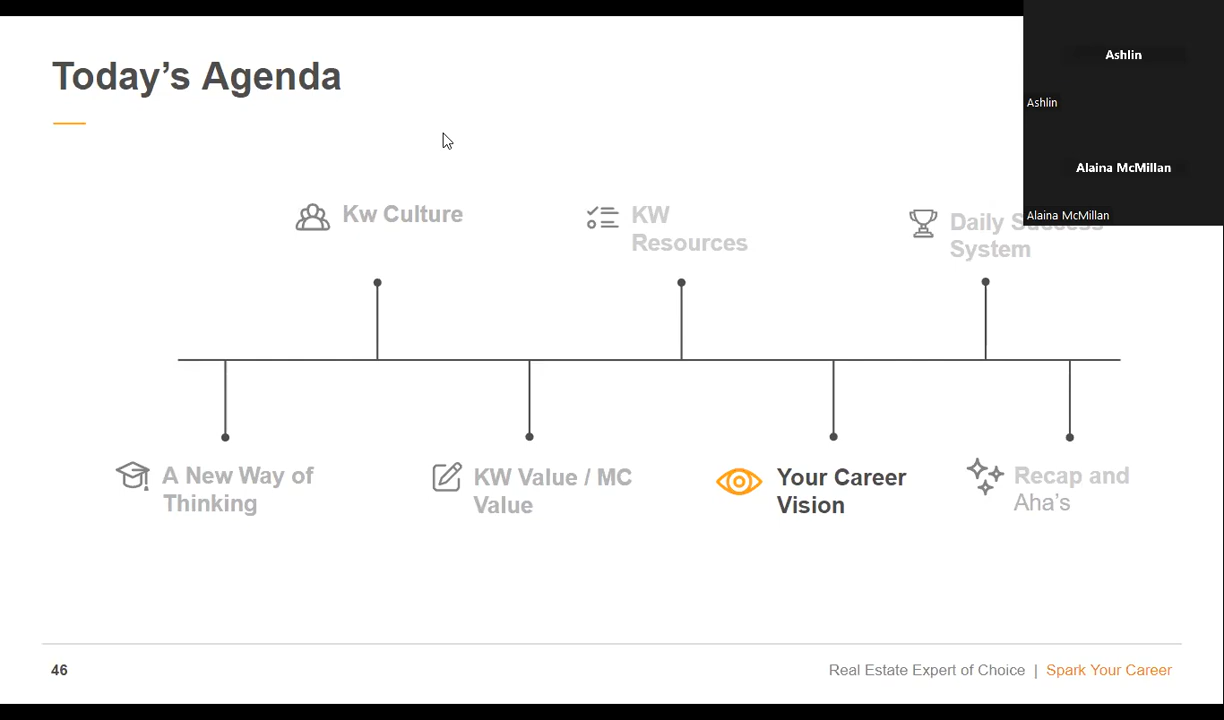 Today's Agenda
Ashlin
Ashlin
Alaina McMillan
Alaina McMillan
Kw Culture
KW
Resources
Daily Success
System
A New Way of
Thinking
KW Value / MC
Value
Your Career
Vision
Recap and
Aha's
46
Real Estate Expert of Choice | Spark Your Career